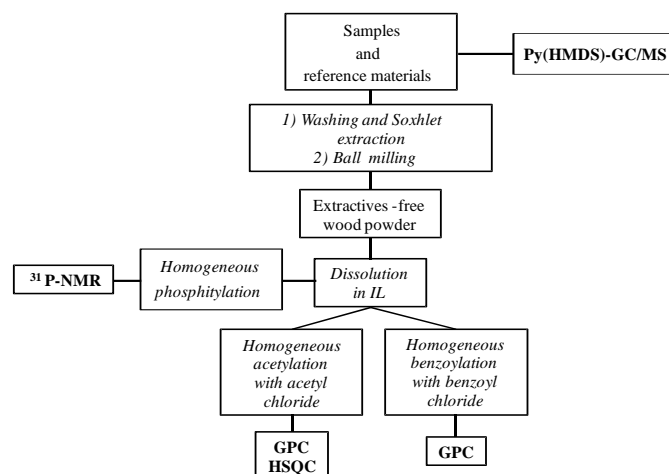 Samples
and
reference materials
Py(HMDS)-GC/MS
1) Washing and Soxhlet
extraction
2) Ball milling
Extractives -free
wood powder
31 P-NMR
Homogeneous
phosphitylation
Dissolution
in IL
Homogeneous
acetylation
with acetyl
chloride
Homogeneous
benzoylation
with benzoyl
chloride
GPC
HSQC
GPC